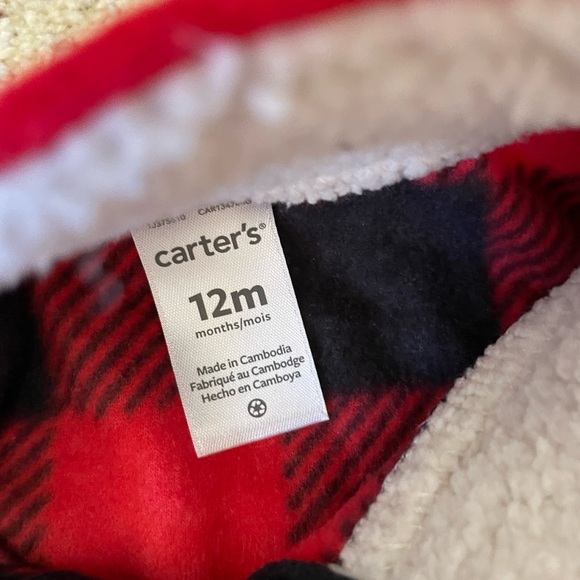 carter's®
12m
months/mois
Made in Cambodia
Fabriqué au Cambodge
Hecho en Camboya